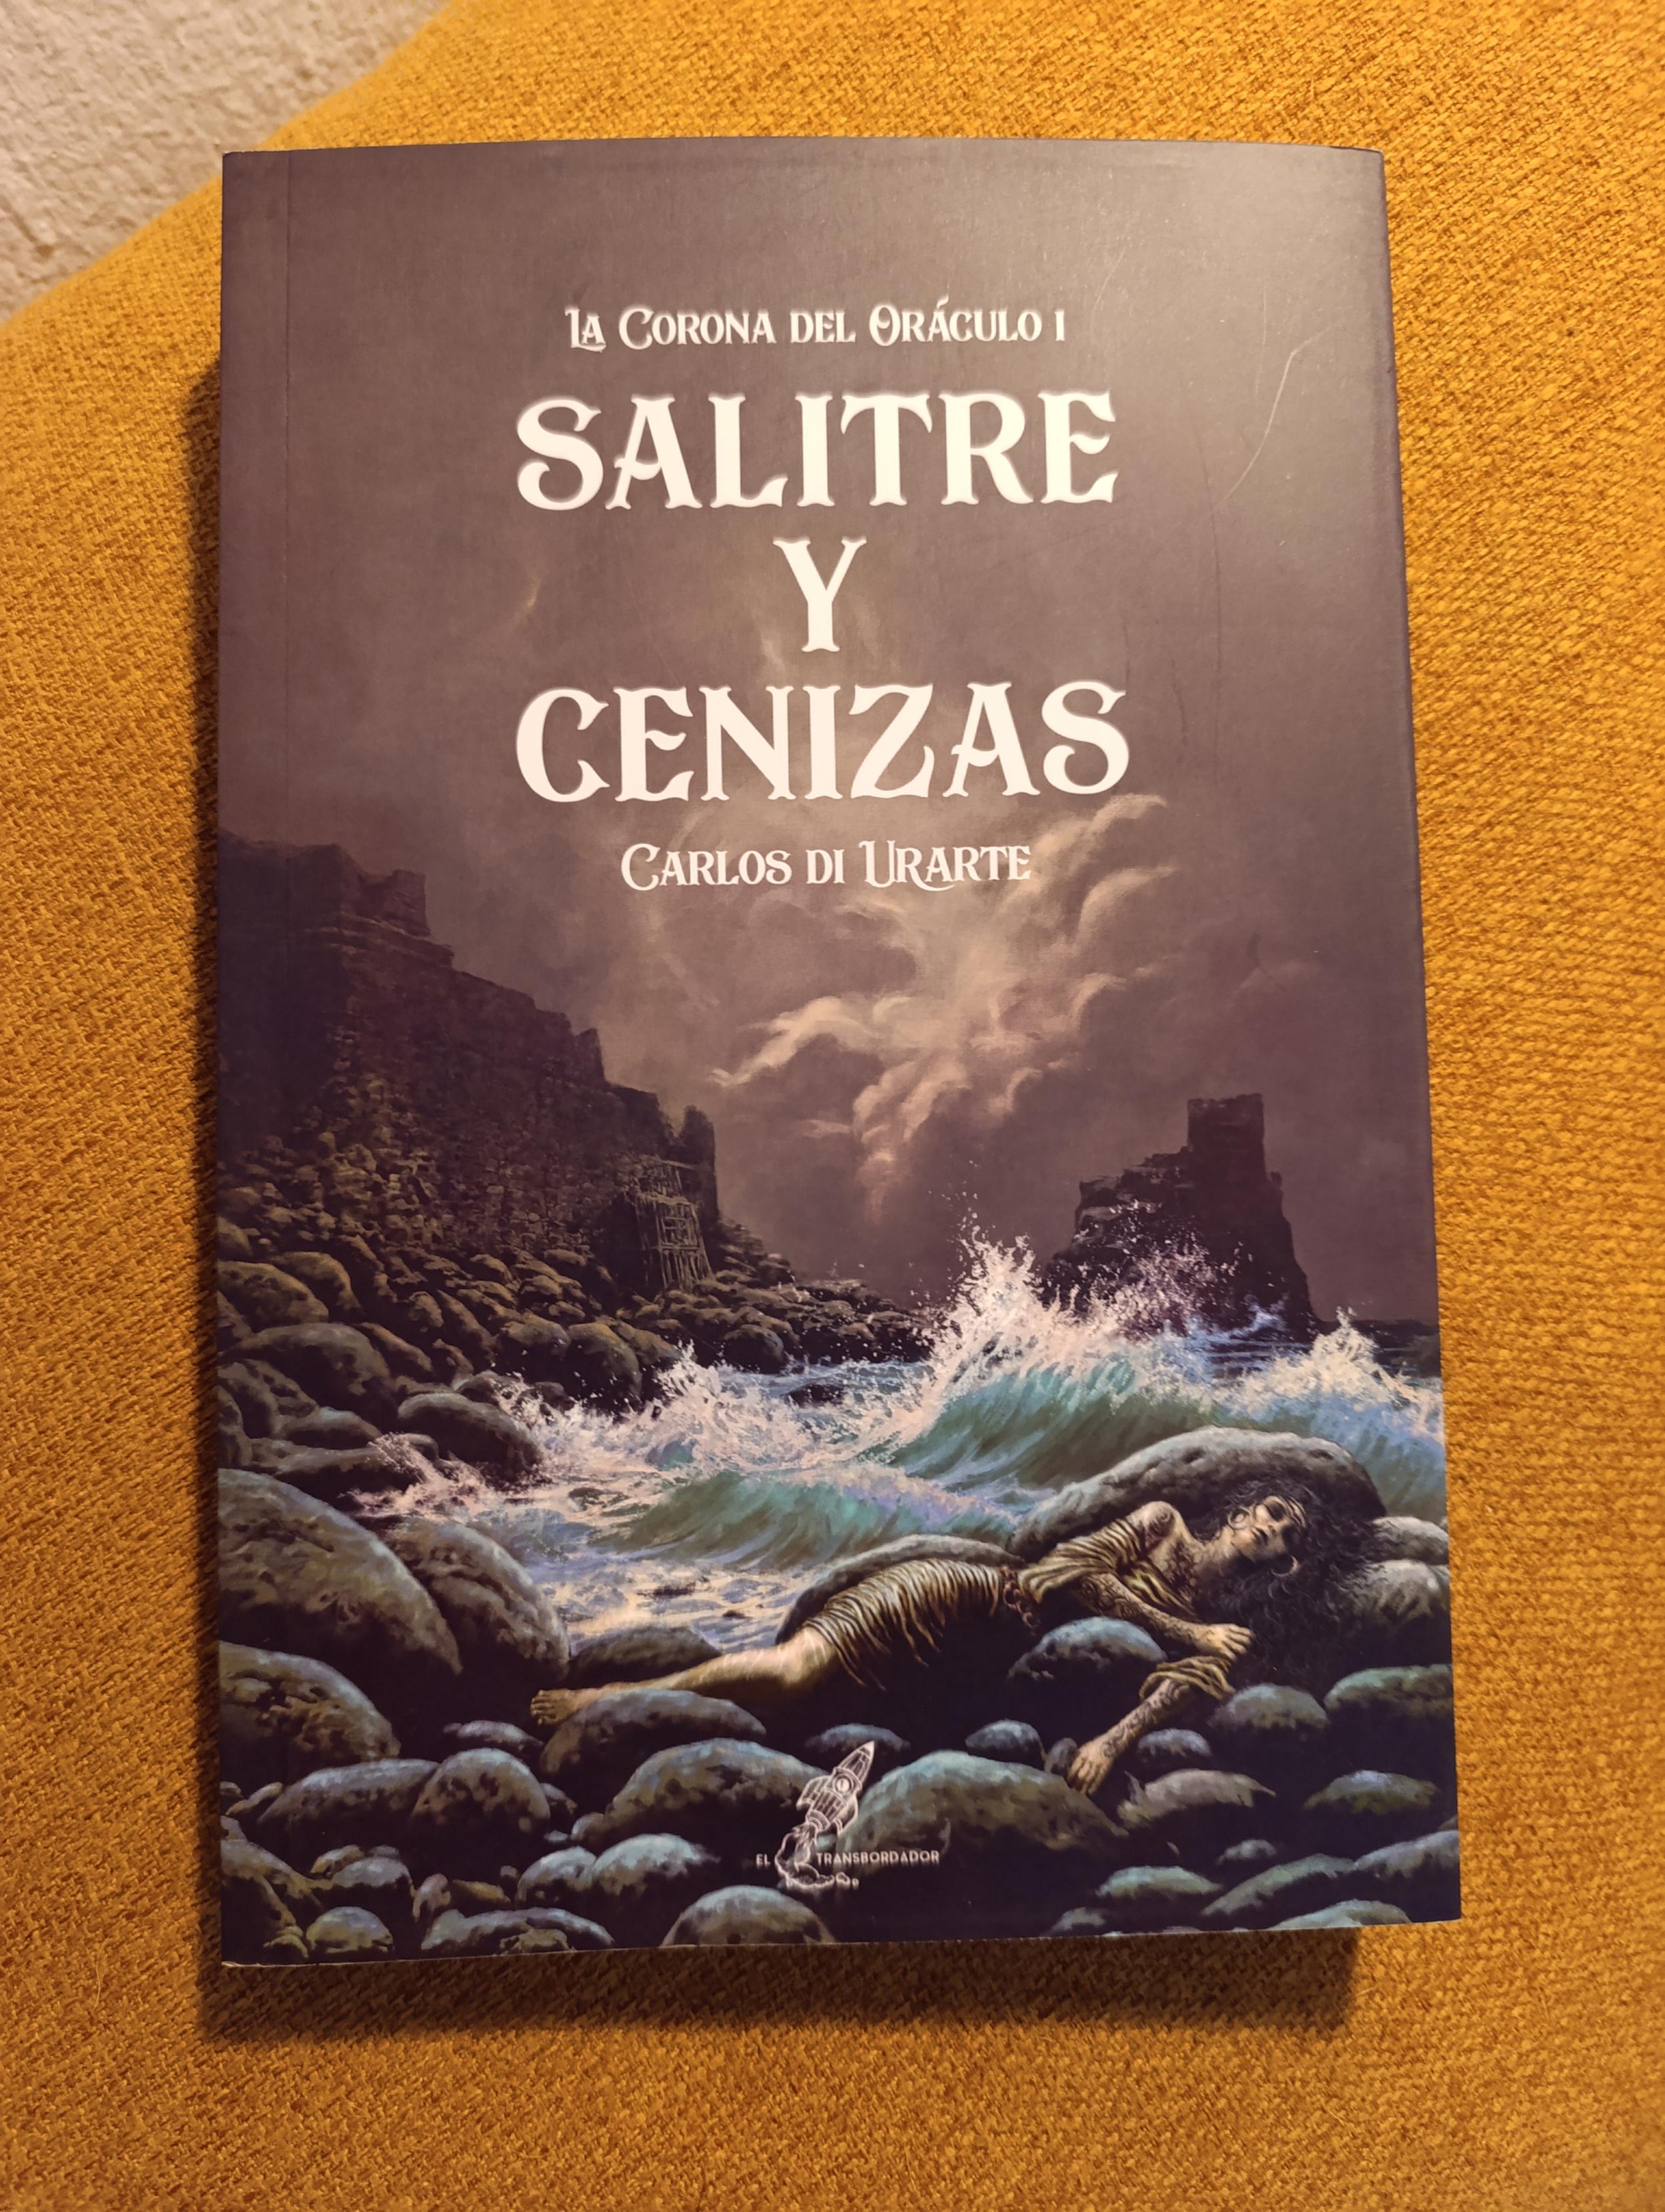 La Corona del Oráculo I
SALITRE
Y
CENIZAS
Carlos di Urarte
EL TRANSBORDADOR